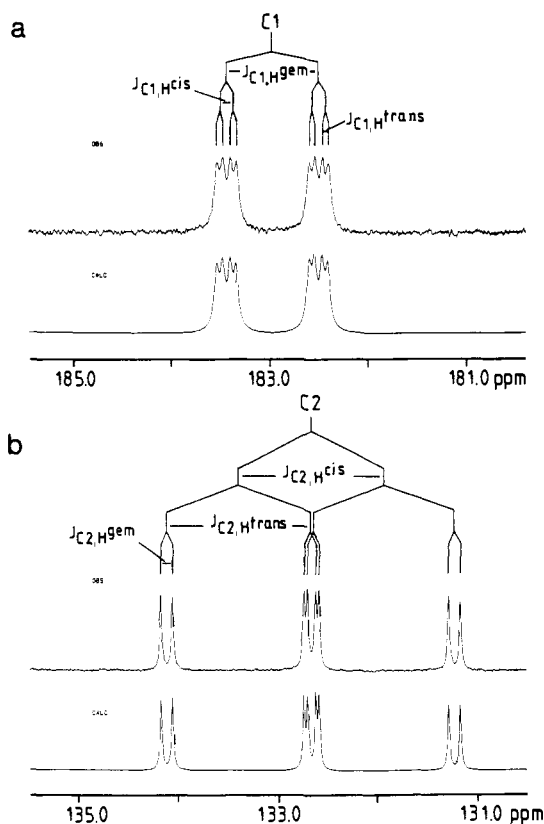 a
C1
J C1,H cis
J C1,H gem
J C1,H trans
OBS
CALC
185.0 183.0 181.0 ppm
b
C2
J C2,H cis
J C2,H gem
J C2,H trans
OBS
CALC
135.0 133.0 131.0 ppm